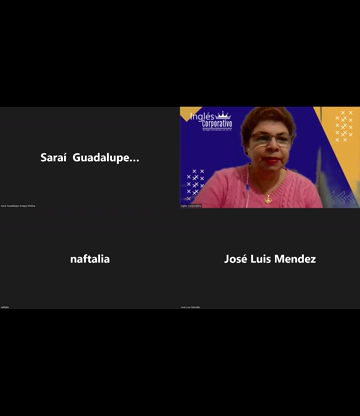 Saraí Guadalupe...
Inglés
Corporativo
naftalia
José Luis Mendez